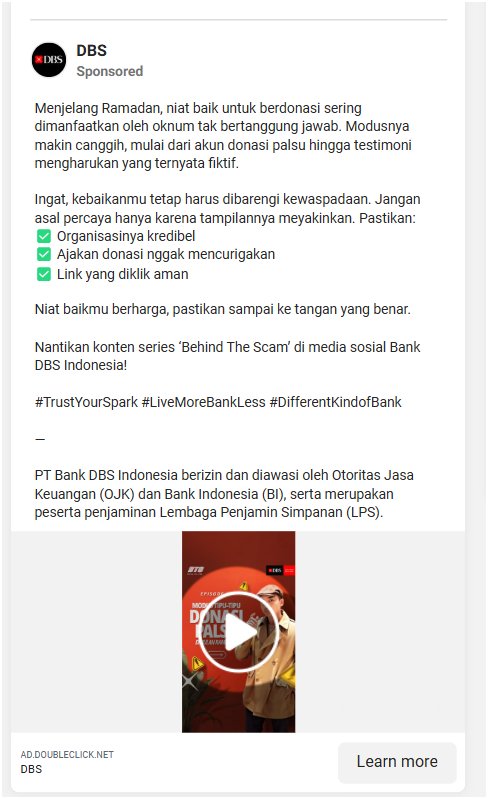 DBS
DBS
Sponsored
Menjelang Ramadan, niat baik untuk berdonasi sering
dimanfaatkan oleh oknum tak bertanggung jawab. Modusnya
makin canggih, mulai dari akun donasi palsu hingga testimoni
mengharukan yang ternyata fiktif.
Ingat, kebaikanmu tetap harus dibarengi kewaspadaan. Jangan
asal percaya hanya karena tampilannya meyakinkan. Pastikan:
✅ Organisasinya kredibel
✅ Ajakan donasi nggak mencurigakan
✅ Link yang diklik aman
Niat baikmu berharga, pastikan sampai ke tangan yang benar.
Nantikan konten series ‘Behind The Scam’ di media sosial Bank
DBS Indonesia!
#TrustYourSpark #LiveMoreBankLess #DifferentKindofBank
—
PT Bank DBS Indonesia berizin dan diawasi oleh Otoritas Jasa
Keuangan (OJK) dan Bank Indonesia (BI), serta merupakan
peserta penjaminan Lembaga Penjamin Simpanan (LPS).
DBS
MODUS TIPU-TIPU
DONASI
AD.DOUBLECLICK.NET
DBS
Learn more